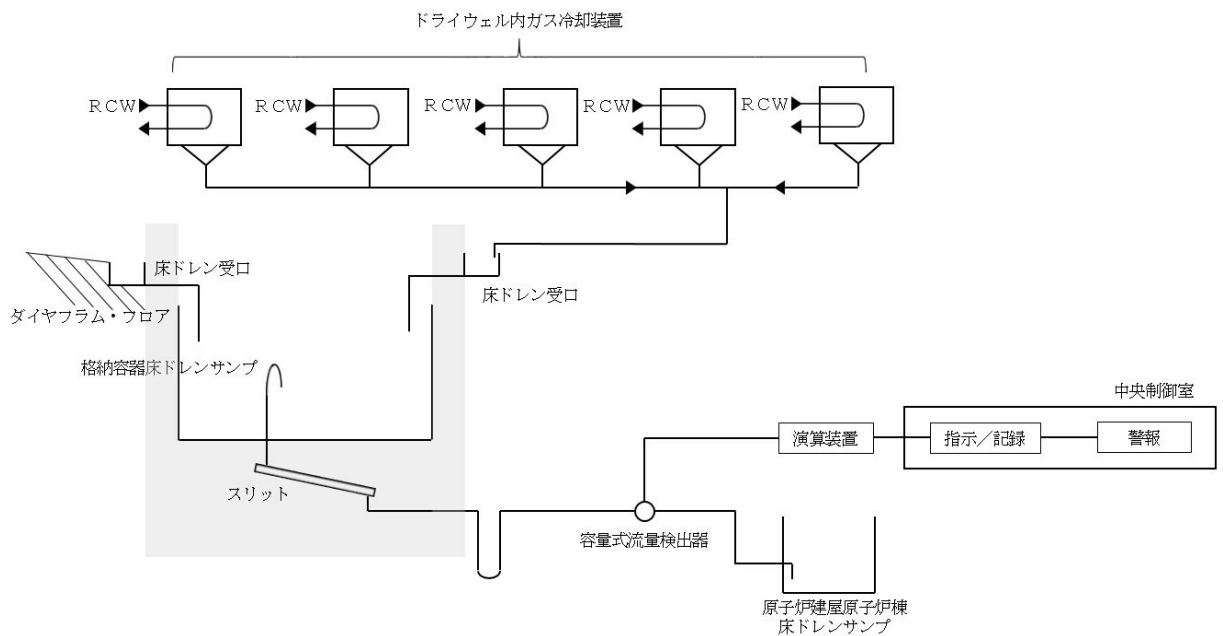 ドライウェル内ガス冷却装置
ＲＣＷ
ＲＣＷ
ＲＣＷ
ＲＣＷ
ＲＣＷ
床ドレン受口
床ドレン受口
ダイヤフラム・フロア
格納容器床ドレンサンプ
スリット
中央制御室
演算装置
指示／記録
警報
容量式流量検出器
原子炉建屋原子炉棟
床ドレンサンプ